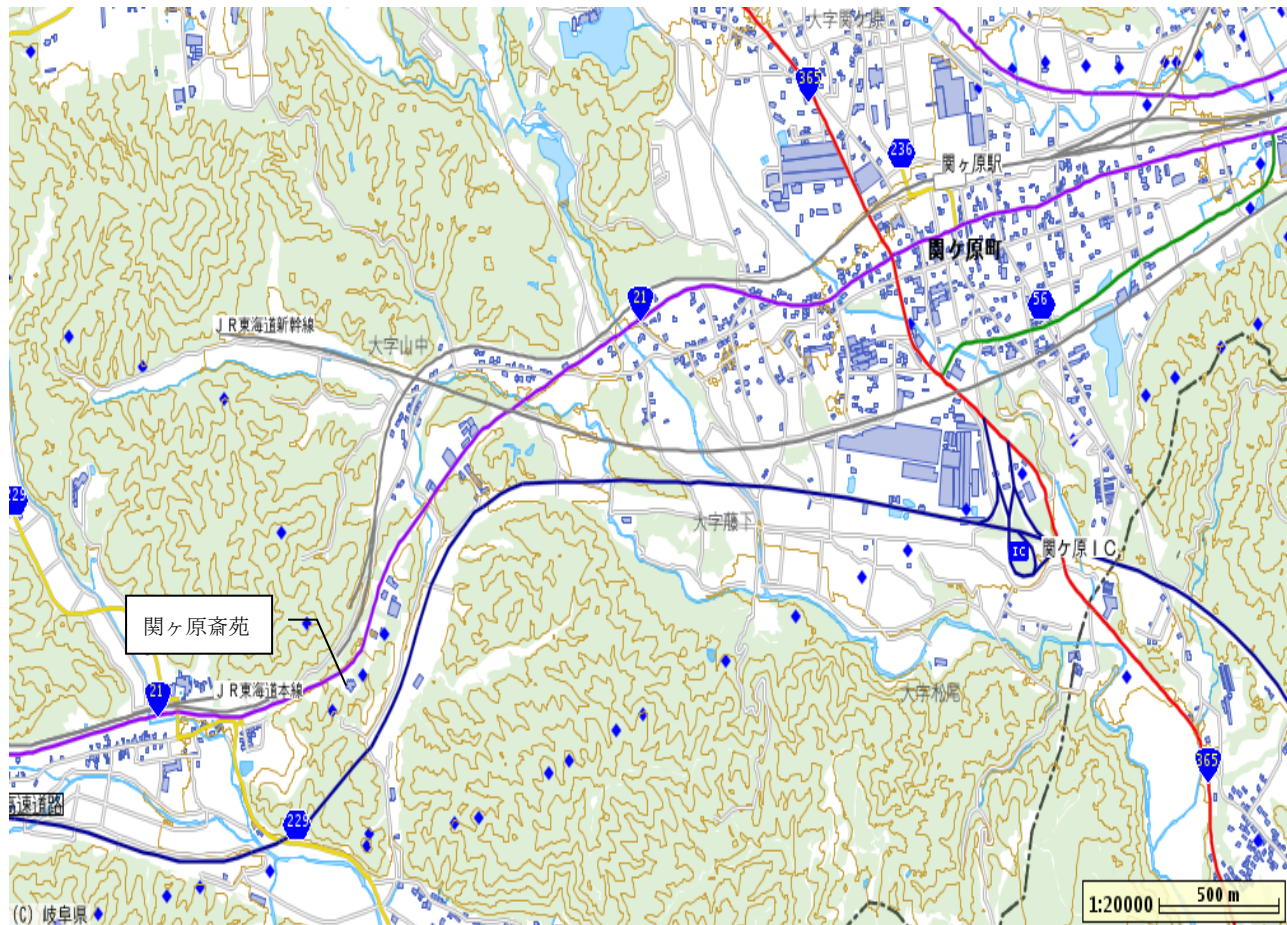 大字関ケ原
365
236
関ヶ原駅
関ケ原町
21
56
ＪＲ東海道新幹線
大字山中
229
大字藤下
IC
関ケ原ＩＣ
関ヶ原斎苑
21
ＪＲ東海道本線
大字松尾
365
高速道路
229
(C) 岐阜県
1:20000
500 m